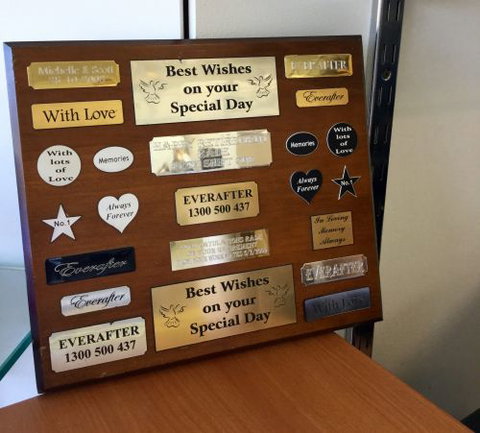 Michelle & Scott
Best Wishes
on your
Special Day
EVERAFTER
With Love
Everafter
With
lots of
Love
Memories
Memories
With
lots
of
Love
No.1
Always
Forever
EVERAFTER
1300 500 437
Always
Forever
No.1
In Loving
Memory
Always
Everafter
Everafter
Best Wishes
on your
Special Day
EVERAFTER
With Love
EVERAFTER
1300 500 437